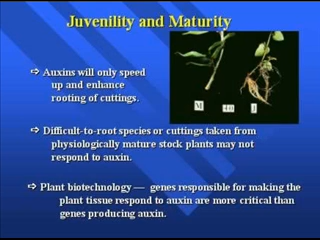 Juvenility and Maturity
➪ Auxins will only speed
up and enhance
rooting of cuttings.
M 40 J
➪ Difficult-to-root species or cuttings taken from
physiologically mature stock plants may not
respond to auxin.
➪ Plant biotechnology — genes responsible for making the
plant tissue respond to auxin are more critical than
genes producing auxin.